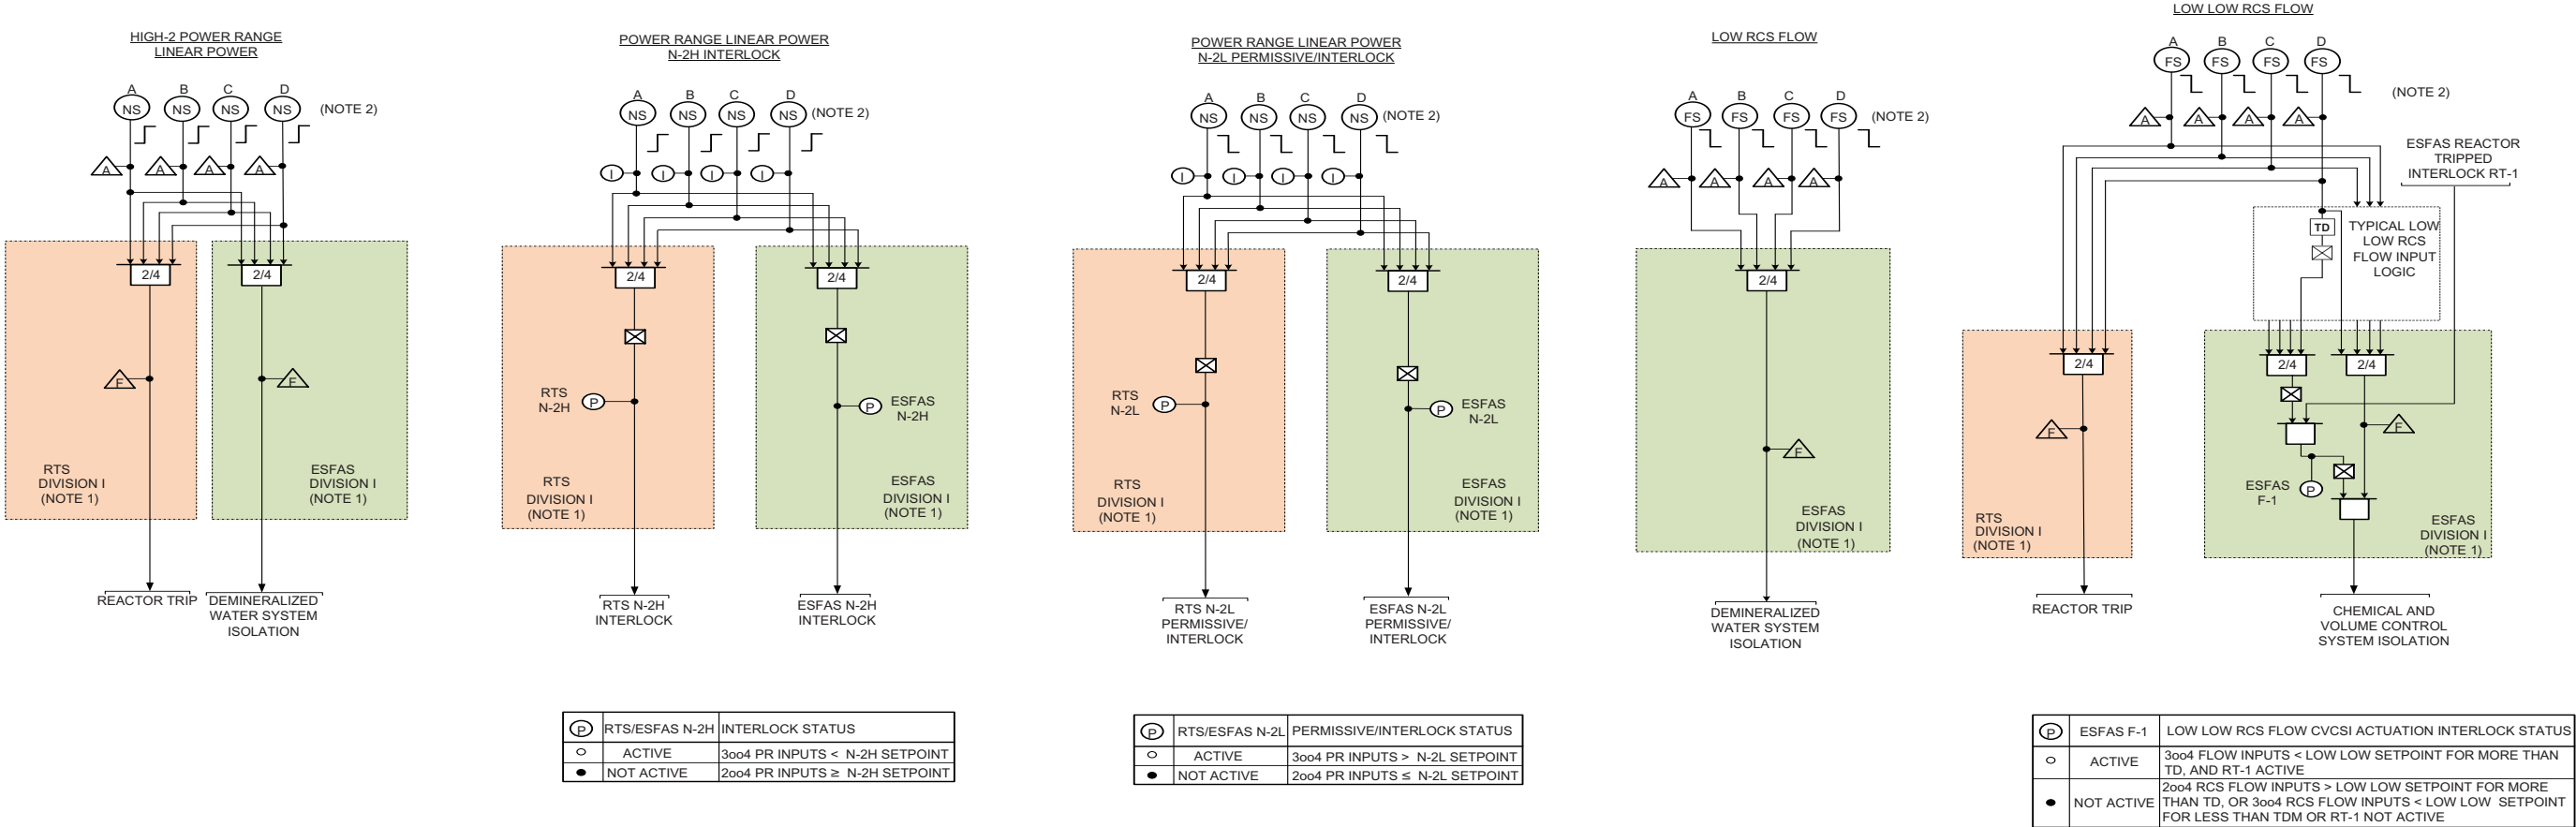 HIGH-2 POWER RANGE
LINEAR POWER
A B C D
NS NS NS NS (NOTE 2)
A A A A
2/4 2/4
F F
RTS
DIVISION I
(NOTE 1)
ESFAS
DIVISION I
(NOTE 1)
REACTOR TRIP
DEMINERALIZED
WATER SYSTEM
ISOLATION
POWER RANGE LINEAR POWER
N-2H INTERLOCK
A B C D
NS NS NS NS (NOTE 2)
I I I I
2/4 2/4
RTS
N-2H
P
P
ESFAS
N-2H
RTS
DIVISION I
(NOTE 1)
ESFAS
DIVISION I
(NOTE 1)
RTS N-2H
INTERLOCK
ESFAS N-2H
INTERLOCK
P RTS/ESFAS N-2H INTERLOCK STATUS
ACTIVE 3oo4 PR INPUTS < N-2H SETPOINT
NOT ACTIVE 2oo4 PR INPUTS ≥ N-2H SETPOINT
POWER RANGE LINEAR POWER
N-2L PERMISSIVE/INTERLOCK
A B C D
NS NS NS NS (NOTE 2)
I I I I
2/4 2/4
RTS
N-2L
P
P
ESFAS
N-2L
RTS
DIVISION I
(NOTE 1)
ESFAS
DIVISION I
(NOTE 1)
RTS N-2L
PERMISSIVE/
INTERLOCK
ESFAS N-2L
PERMISSIVE/
INTERLOCK
P RTS/ESFAS N-2L PERMISSIVE/INTERLOCK STATUS
ACTIVE 3oo4 PR INPUTS > N-2L SETPOINT
NOT ACTIVE 2oo4 PR INPUTS ≤ N-2L SETPOINT
LOW RCS FLOW
A B C D
FS FS FS FS (NOTE 2)
A A A A
2/4
F
ESFAS
DIVISION I
(NOTE 1)
DEMINERALIZED
WATER SYSTEM
ISOLATION
LOW LOW RCS FLOW
A B C D
FS FS FS FS
(NOTE 2)
A A A A
ESFAS REACTOR
TRIPPED
INTERLOCK RT-1
TD
TYPICAL LOW
LOW RCS
FLOW INPUT
LOGIC
2/4 2/4 2/4
F F
ESFAS
F-1
P
RTS
DIVISION I
(NOTE 1)
ESFAS
DIVISION I
(NOTE 1)
REACTOR TRIP
CHEMICAL AND
VOLUME CONTROL
SYSTEM ISOLATION
P ESFAS F-1 LOW LOW RCS FLOW CVCSI ACTUATION INTERLOCK STATUS
ACTIVE 3oo4 FLOW INPUTS < LOW LOW SETPOINT FOR MORE THAN
TD, AND RT-1 ACTIVE
NOT ACTIVE 2oo4 RCS FLOW INPUTS > LOW LOW SETPOINT FOR MORE
THAN TD, OR 3oo4 RCS FLOW INPUTS < LOW LOW SETPOINT
FOR LESS THAN TDM OR RT-1 NOT ACTIVE